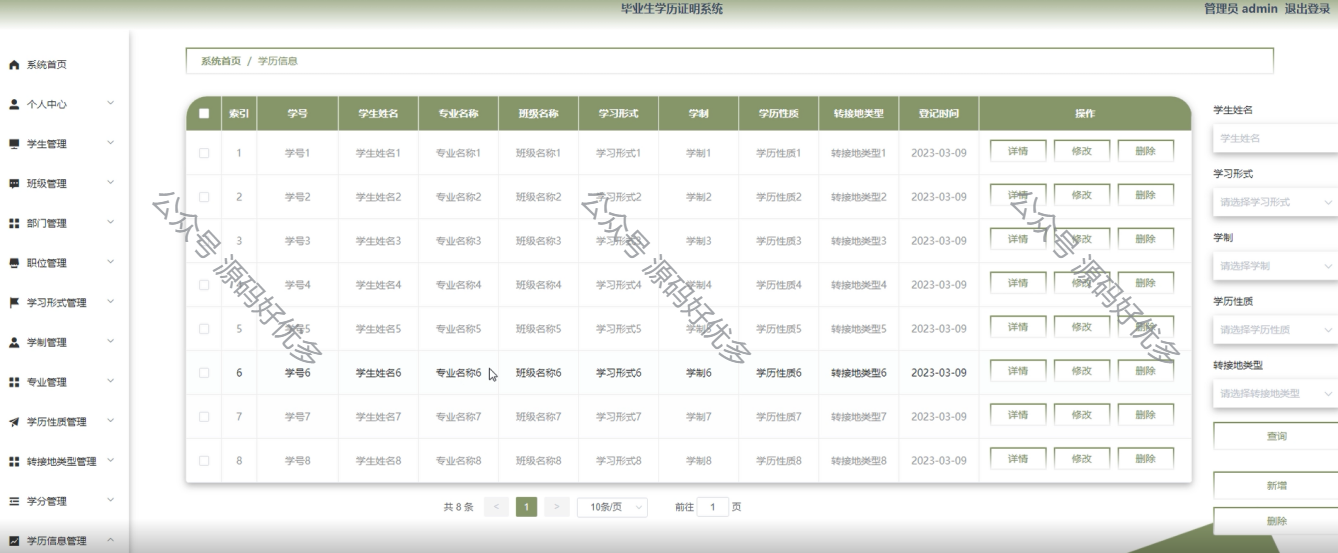 毕业生学历证明系统
管理员 admin 退出登录
系统首页
个人中心
学生管理
班级管理
部门管理
职位管理
学习形式管理
学制管理
专业管理
学历性质管理
转接地类型管理
学分管理
学历信息管理
系统首页 / 学历信息
索引 学号 学生姓名 专业名称 班级名称 学习形式 学制 学历性质 转接地类型 登记时间 操作
1 学号1 学生姓名1 专业名称1 班级名称1 学习形式1 学制1 学历性质1 转接地类型1 2023-03-09 详情 修改 删除
2 学号2 学生姓名2 专业名称2 班级名称2 学习形式2 学制2 学历性质2 转接地类型2 2023-03-09 详情 修改 删除
3 学号3 学生姓名3 专业名称3 班级名称3 学习形式3 学制3 学历性质3 转接地类型3 2023-03-09 详情 修改 删除
4 学号4 学生姓名4 专业名称4 班级名称4 学习形式4 学制4 学历性质4 转接地类型4 2023-03-09 详情 修改 删除
5 学号5 学生姓名5 专业名称5 班级名称5 学习形式5 学制5 学历性质5 转接地类型5 2023-03-09 详情 修改 删除
6 学号6 学生姓名6 专业名称6 班级名称6 学习形式6 学制6 学历性质6 转接地类型6 2023-03-09 详情 修改 删除
7 学号7 学生姓名7 专业名称7 班级名称7 学习形式7 学制7 学历性质7 转接地类型7 2023-03-09 详情 修改 删除
8 学号8 学生姓名8 专业名称8 班级名称8 学习形式8 学制8 学历性质8 转接地类型8 2023-03-09 详情 修改 删除
共 8 条 < 1 > 10条/页 前往 1 页
学生姓名
学生姓名
学习形式
请选择学习形式
学制
请选择学制
学历性质
请选择学历性质
转接地类型
请选择转接地类型
查询
新增
删除
公众号 源码好优多
公众号 源码好优多
公众号 源码好优多